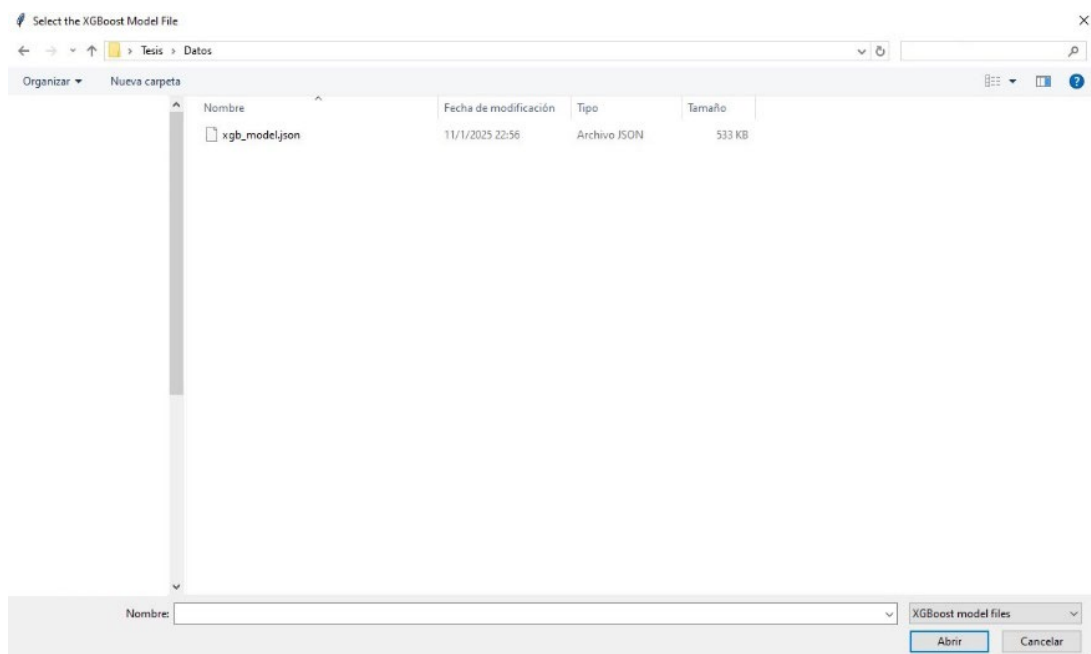 Select the XGBoost Model File
Tesis > Datos
Organizar Nueva carpeta
Nombre Fecha de modificación Tipo Tamaño
xgb_model.json 11/1/2025 22:56 Archivo JSON 533 KB
Nombre: XGBoost model files
Abrir Cancelar